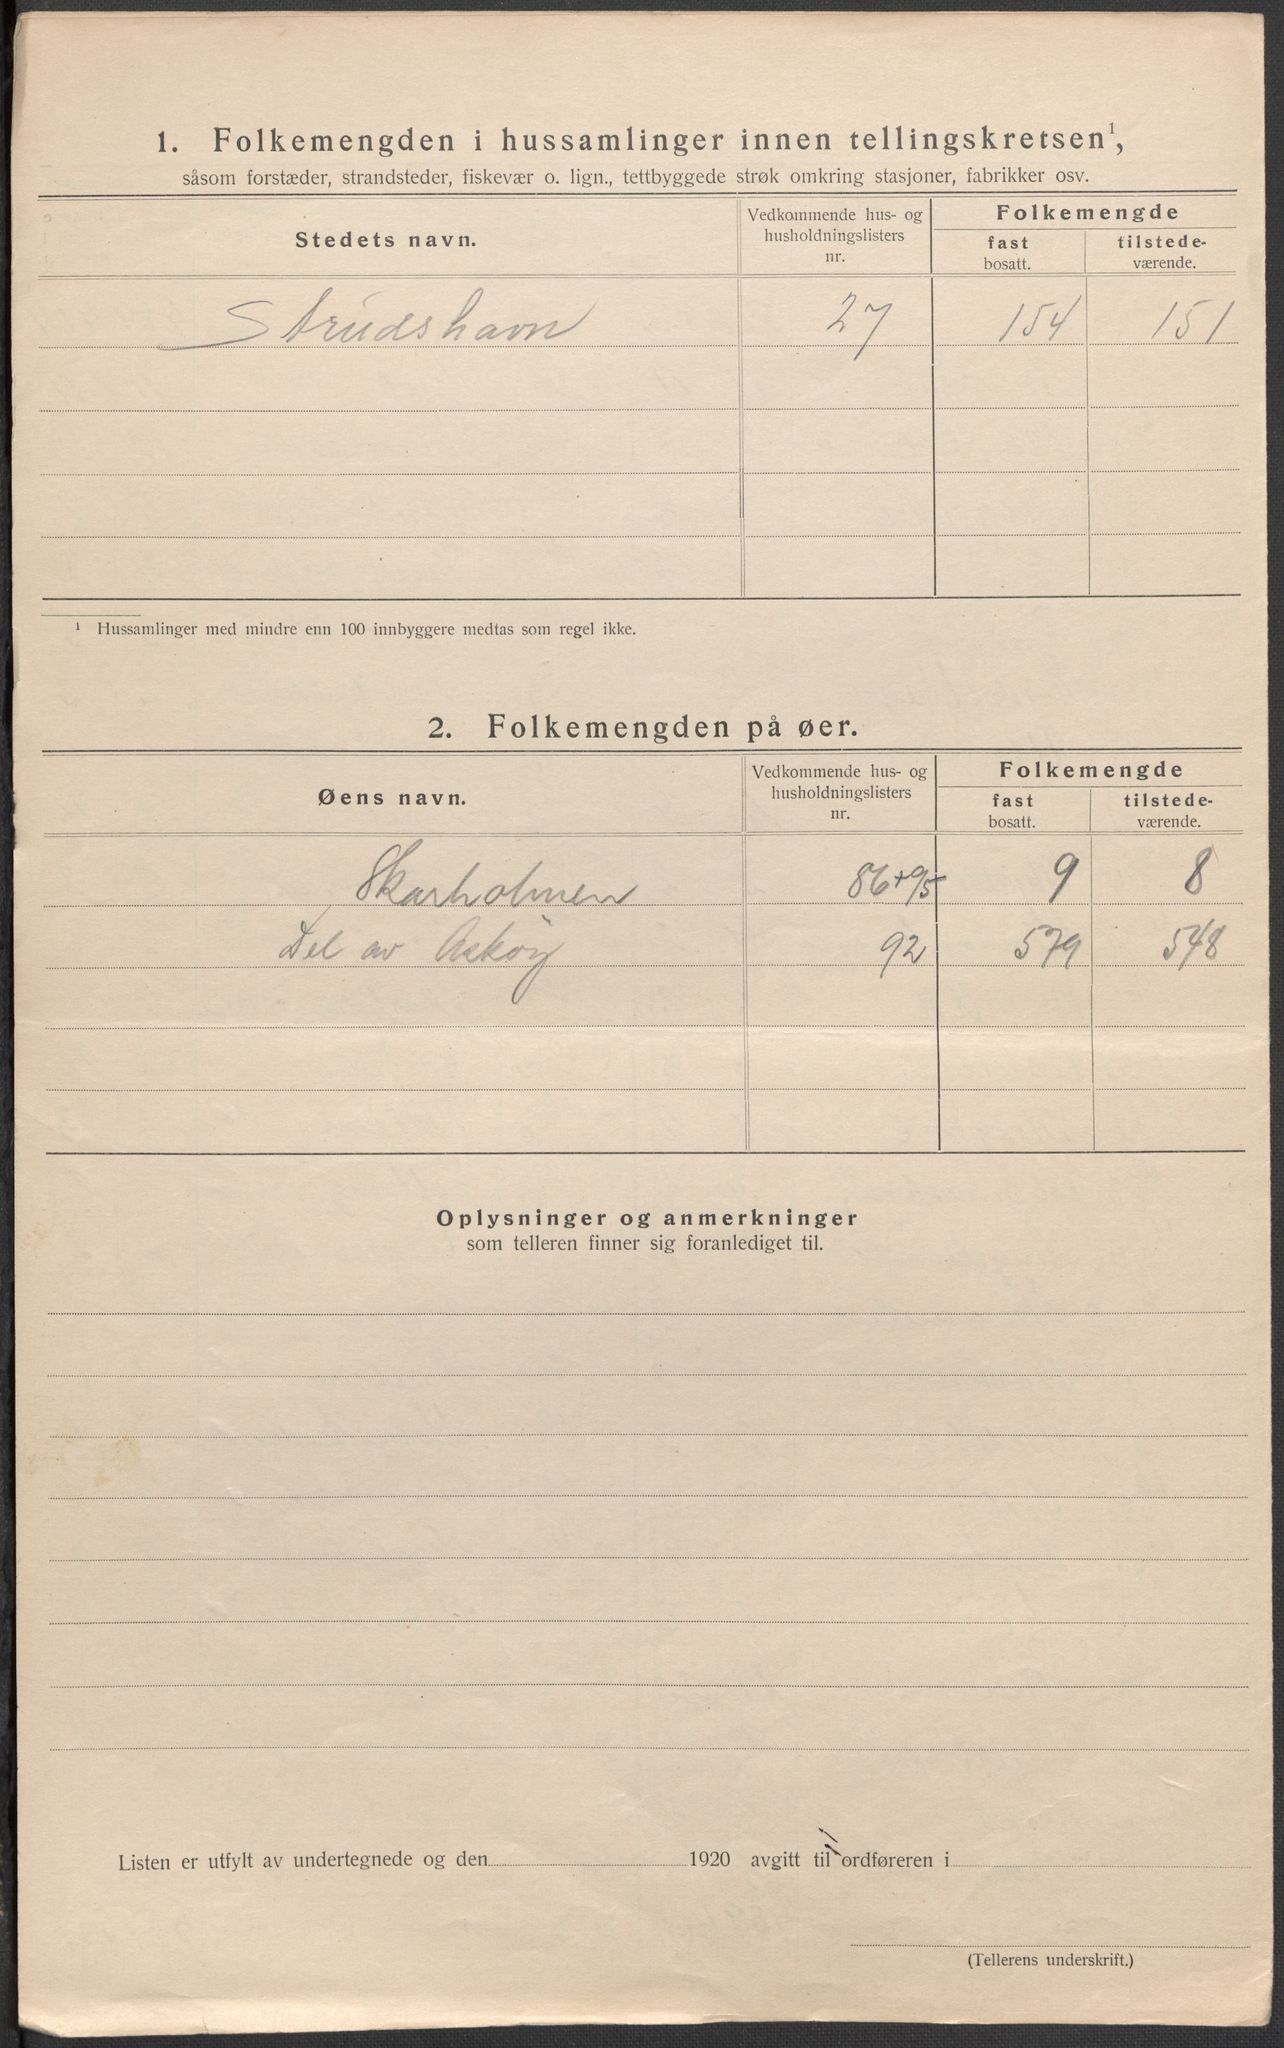 1. Folkemengden i hussamlinger innen tellingskretsen¹,
såsom forstæder, strandsteder, fiskevær o. lign., tettbyggede strøk omkring stasjoner, fabrikker osv.
Stedets navn. Vedkommende hus- og husholdningslisters nr. Folkemengde
fast bosatt. tilstedeværende.
Strudshavn 27 154 151
¹ Hussamlinger med mindre enn 100 innbyggere medtas som regel ikke.
2. Folkemengden på øer.
Øens navn. Vedkommende hus- og husholdningslisters nr. Folkemengde
fast bosatt. tilstedeværende.
Skarholmen 86+95 9 8
Del av Askøy 92 579 548
Oplysninger og anmerkninger
som telleren finner sig foranlediget til.
Listen er utfylt av undertegnede og den 1920 avgitt til ordføreren i
(Tellerens underskrift.)